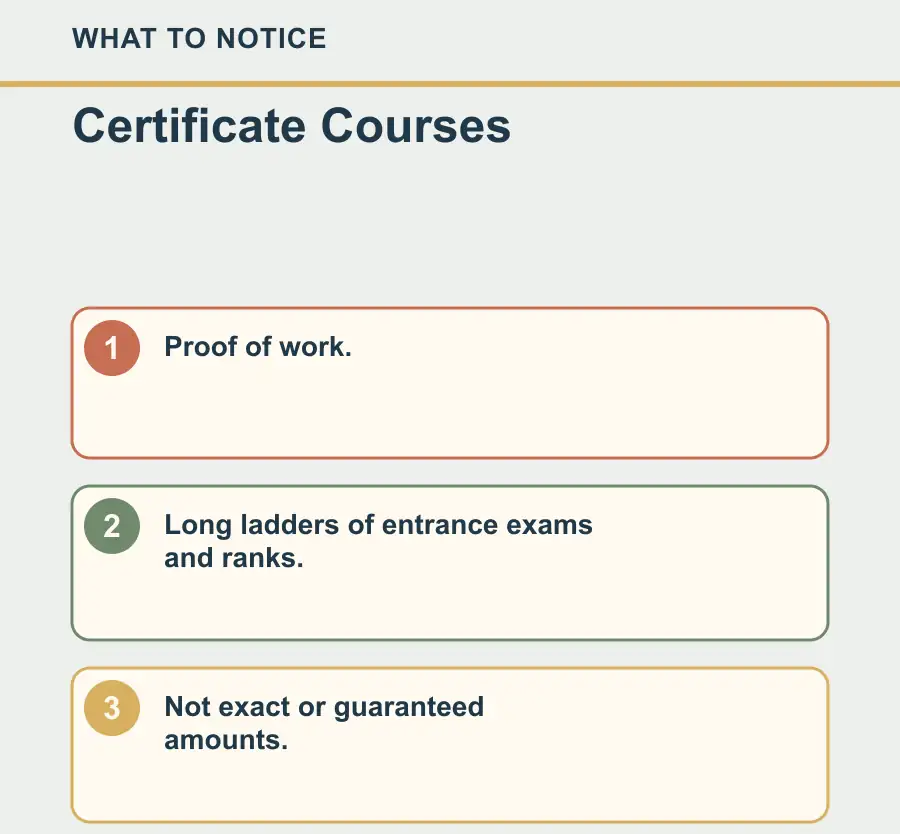 WHAT TO NOTICE
Certificate Courses
1
Proof of work.
2
Long ladders of entrance exams
and ranks.
3
Not exact or guaranteed
amounts.